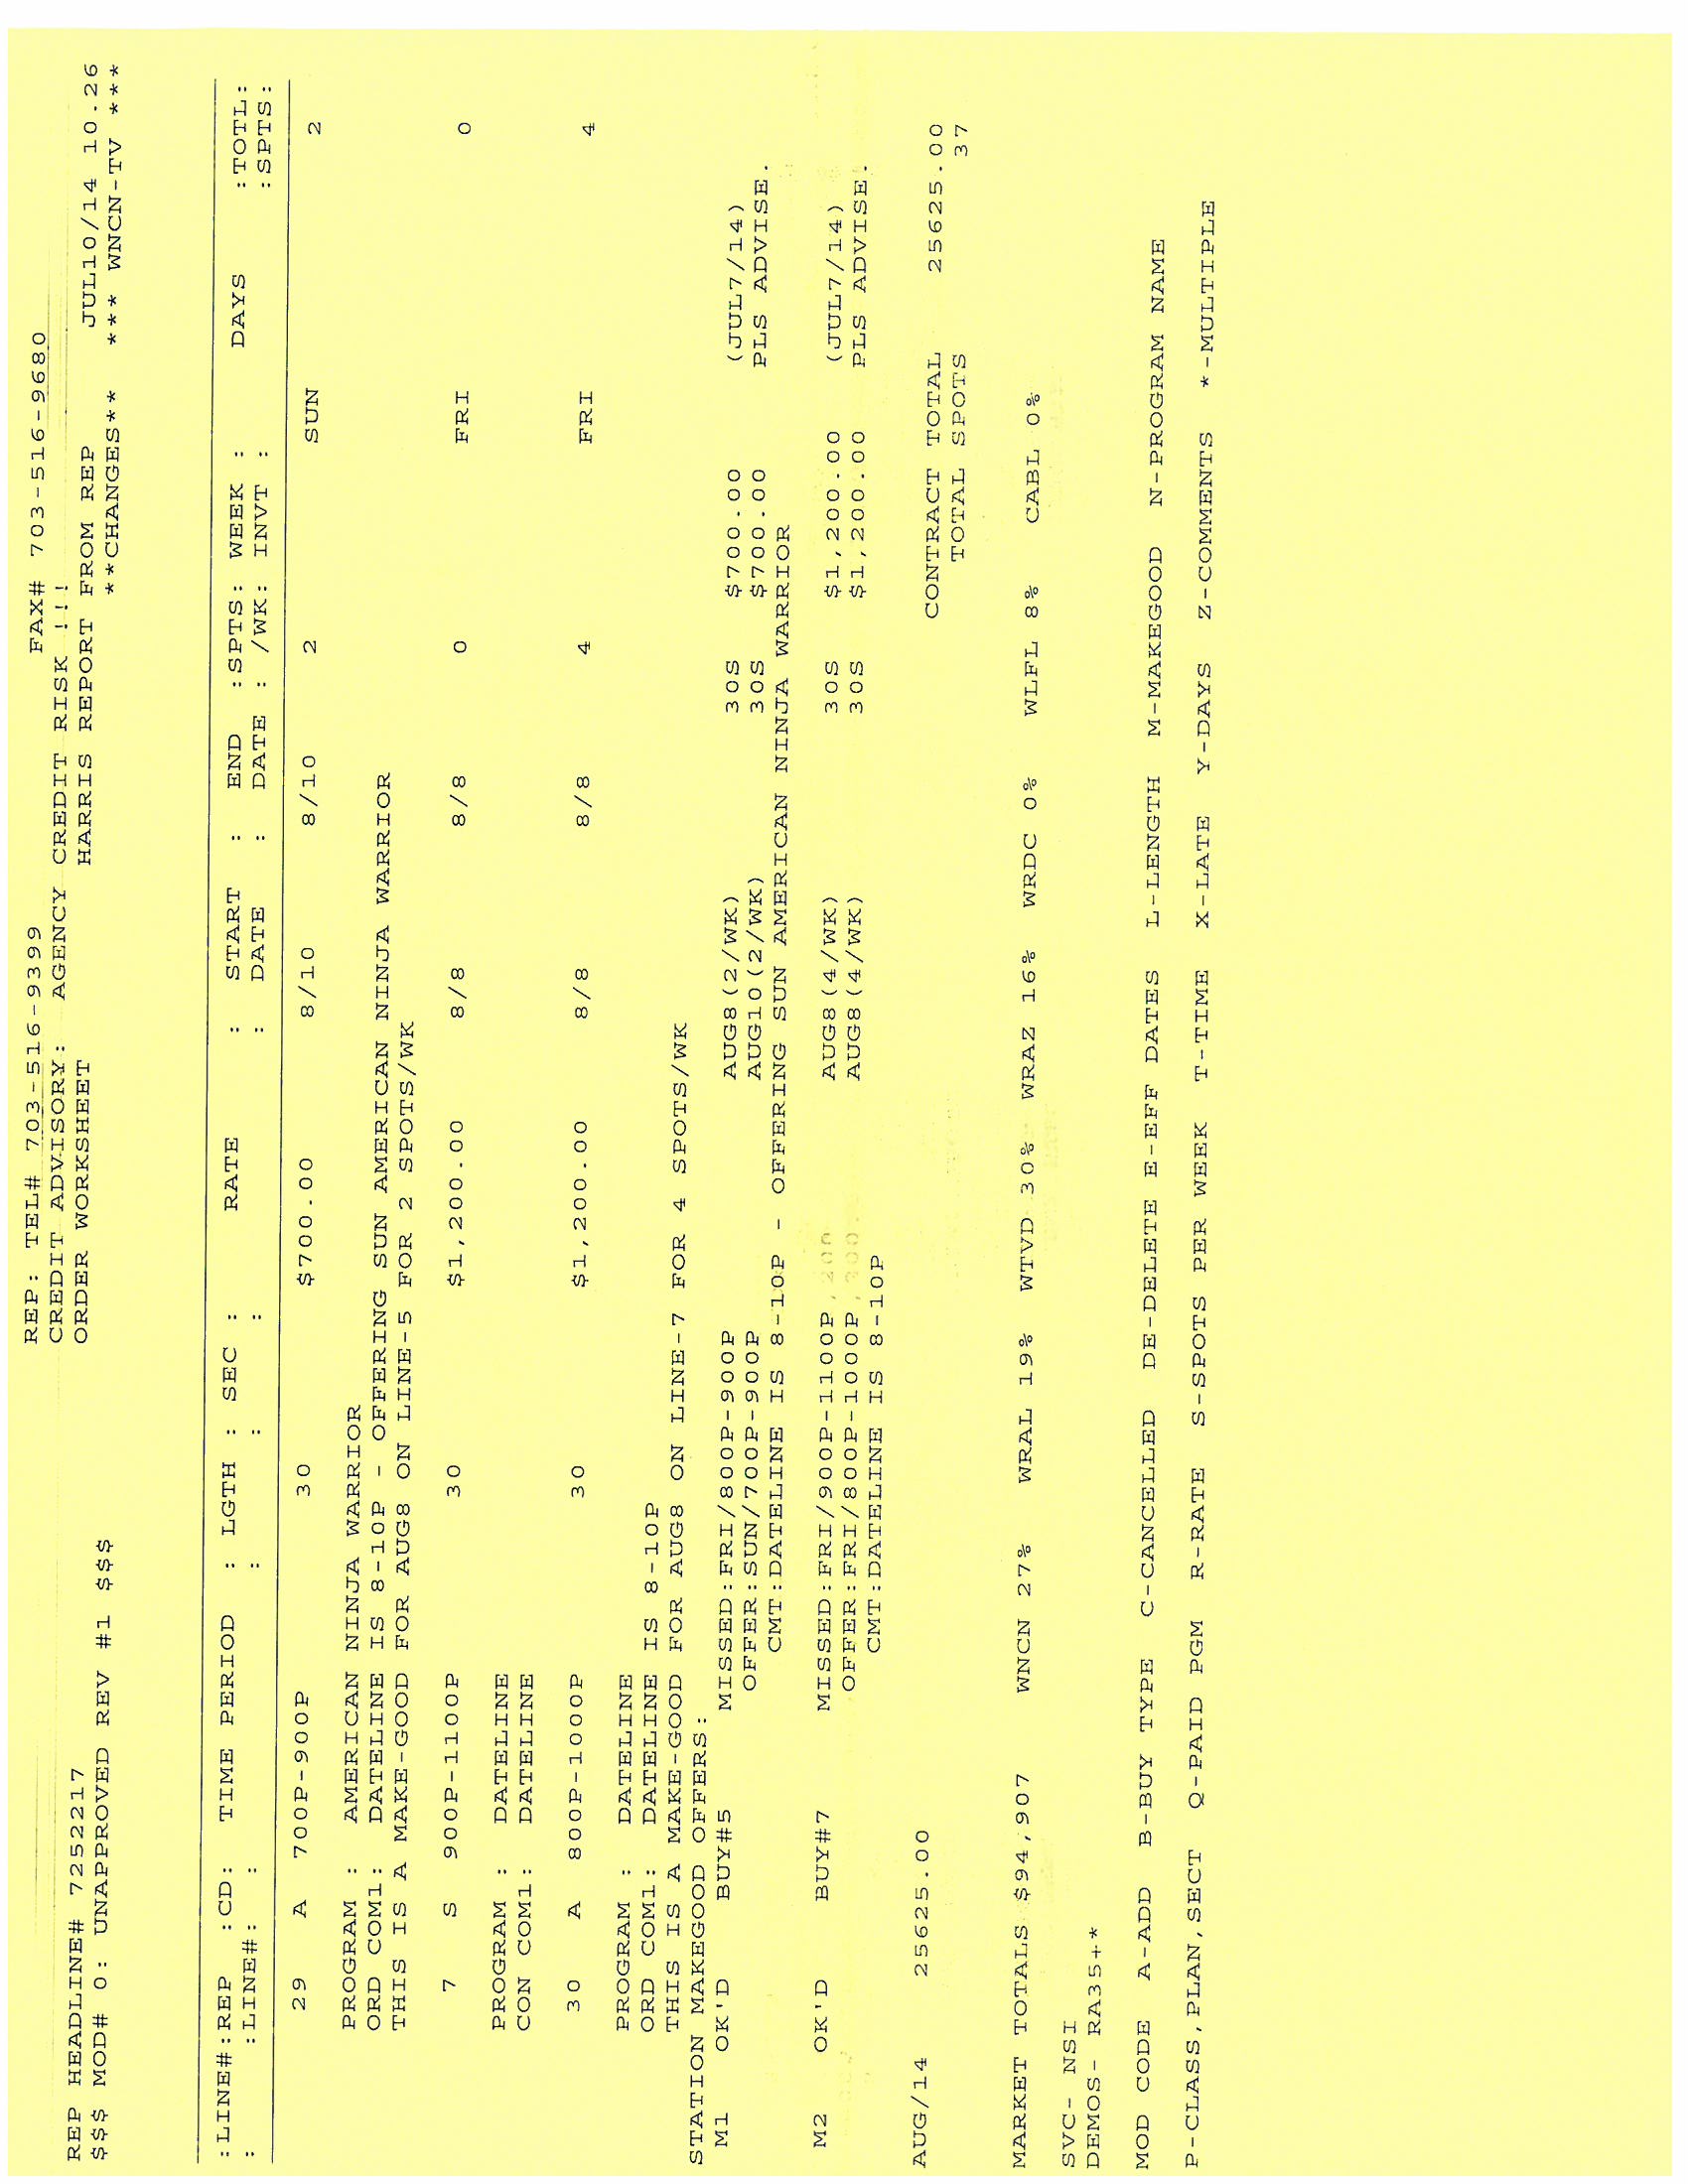 REP: TEL# 703-516-9399 FAX# 703-516-9680
CREDIT ADVISORY: AGENCY CREDIT RISK !!!
REP HEADLINE# 7252217 ORDER WORKSHEET HARRIS REPORT FROM REP JUL10/14 10.26
$$$ MOD# 0: UNAPPROVED REV #1 $$$ **CHANGES** *** WNCN-TV ***
:LINE#:REP :CD: TIME PERIOD : LGTH : SEC : RATE : START : END :SPTS: WEEK : DAYS :TOTL:
: :LINE#: : : : : : DATE : DATE : /WK: INVT : :SPTS:
29 A 700P-900P 30 $700.00 8/10 8/10 2 SUN 2
PROGRAM : AMERICAN NINJA WARRIOR
ORD COM1: DATELINE IS 8-10P - OFFERING SUN AMERICAN NINJA WARRIOR
THIS IS A MAKE-GOOD FOR AUG8 ON LINE-5 FOR 2 SPOTS/WK
7 S 900P-1100P 30 $1,200.00 8/8 8/8 0 FRI 0
PROGRAM : DATELINE
CON COM1: DATELINE
30 A 800P-1000P 30 $1,200.00 8/8 8/8 4 FRI 4
PROGRAM : DATELINE
ORD COM1: DATELINE IS 8-10P
THIS IS A MAKE-GOOD FOR AUG8 ON LINE-7 FOR 4 SPOTS/WK
STATION MAKEGOOD OFFERS:
M1 OK'D BUY#5 MISSED:FRI/800P-900P AUG8(2/WK) 30S $700.00 (JUL7/14)
OFFER:SUN/700P-900P AUG10(2/WK) 30S $700.00 PLS ADVISE.
CMT:DATELINE IS 8-10P - OFFERING SUN AMERICAN NINJA WARRIOR
M2 OK'D BUY#7 MISSED:FRI/900P-1100P AUG8(4/WK) 30S $1,200.00 (JUL7/14)
OFFER:FRI/800P-1000P AUG8(4/WK) 30S $1,200.00 PLS ADVISE.
CMT:DATELINE IS 8-10P
AUG/14 25625.00 CONTRACT TOTAL 25625.00
TOTAL SPOTS 37
MARKET TOTALS $94,907 WNCN 27% WRAL 19% WTVD 30% WRAZ 16% WRDC 0% WLFL 8% CABL 0%
SVC- NSI
DEMOS- RA35+*
MOD CODE A-ADD B-BUY TYPE C-CANCELLED DE-DELETE E-EFF DATES L-LENGTH M-MAKEGOOD N-PROGRAM NAME
P-CLASS,PLAN,SECT Q-PAID PGM R-RATE S-SPOTS PER WEEK T-TIME X-LATE Y-DAYS Z-COMMENTS *-MULTIPLE